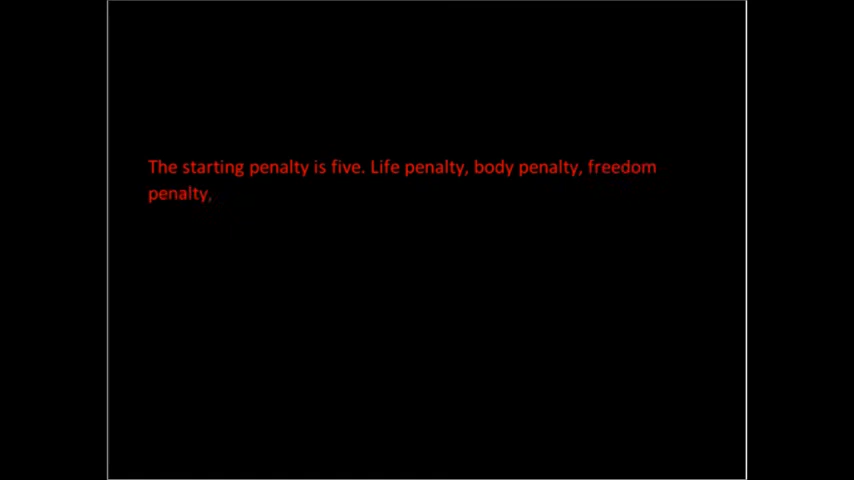 The starting penalty is five. Life penalty, body penalty, freedom
penalty,